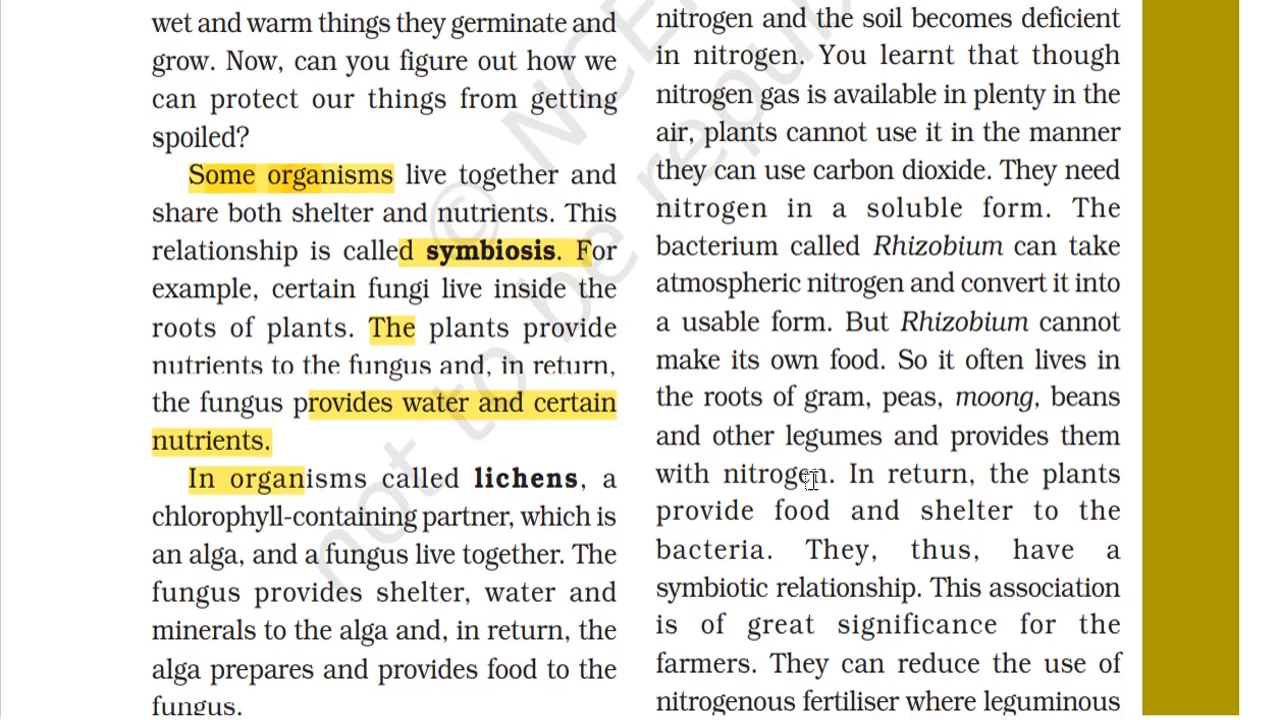 wet and warm things they germinate and
grow. Now, can you figure out how we
can protect our things from getting
spoiled?
Some organisms live together and
share both shelter and nutrients. This
relationship is called symbiosis. For
example, certain fungi live inside the
roots of plants. The plants provide
nutrients to the fungus and, in return,
the fungus provides water and certain
nutrients.
In organisms called lichens, a
chlorophyll-containing partner, which is
an alga, and a fungus live together. The
fungus provides shelter, water and
minerals to the alga and, in return, the
alga prepares and provides food to the
fungus.
nitrogen and the soil becomes deficient
in nitrogen. You learnt that though
nitrogen gas is available in plenty in the
air, plants cannot use it in the manner
they can use carbon dioxide. They need
nitrogen in a soluble form. The
bacterium called Rhizobium can take
atmospheric nitrogen and convert it into
a usable form. But Rhizobium cannot
make its own food. So it often lives in
the roots of gram, peas, moong, beans
and other legumes and provides them
with nitrogen. In return, the plants
provide food and shelter to the
bacteria. They, thus, have a
symbiotic relationship. This association
is of great significance for the
farmers. They can reduce the use of
nitrogenous fertiliser where leguminous
©
not to be